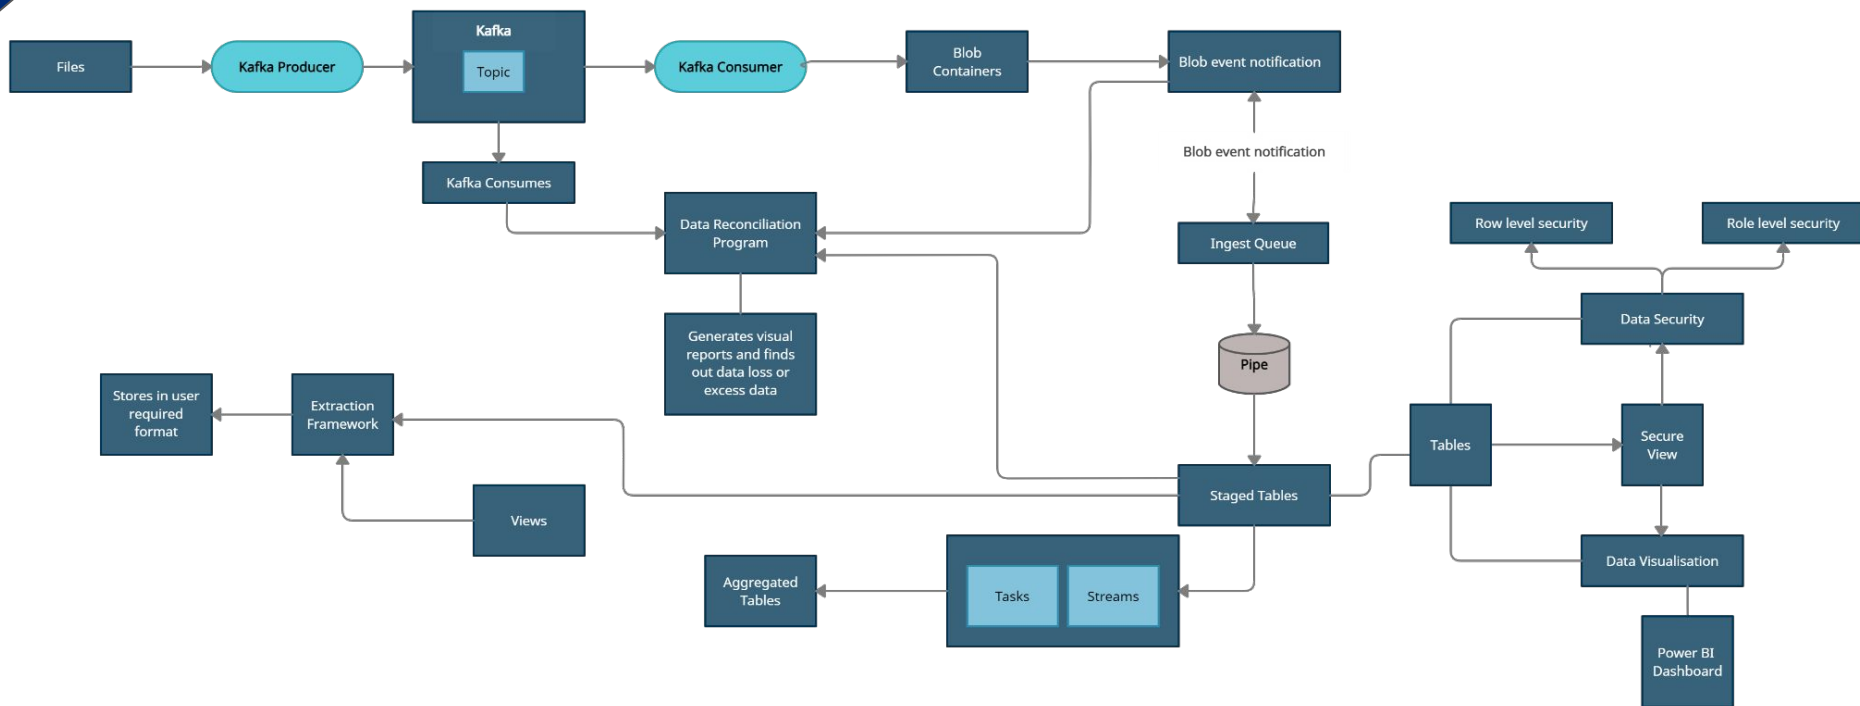 Kafka
Files
Kafka Producer
Topic
Kafka Consumer
Blob
Containers
Blob event notification
Blob event notification
Kafka Consumes
Data Reconciliation
Program
Ingest Queue
Row level security
Role level security
Data Security
Generates visual
reports and finds
out data loss or
excess data
Pipe
Stores in user
required
format
Extraction
Framework
Tables
Secure
View
Views
Staged Tables
Data Visualisation
Aggregated
Tables
Tasks
Streams
Power BI
Dashboard